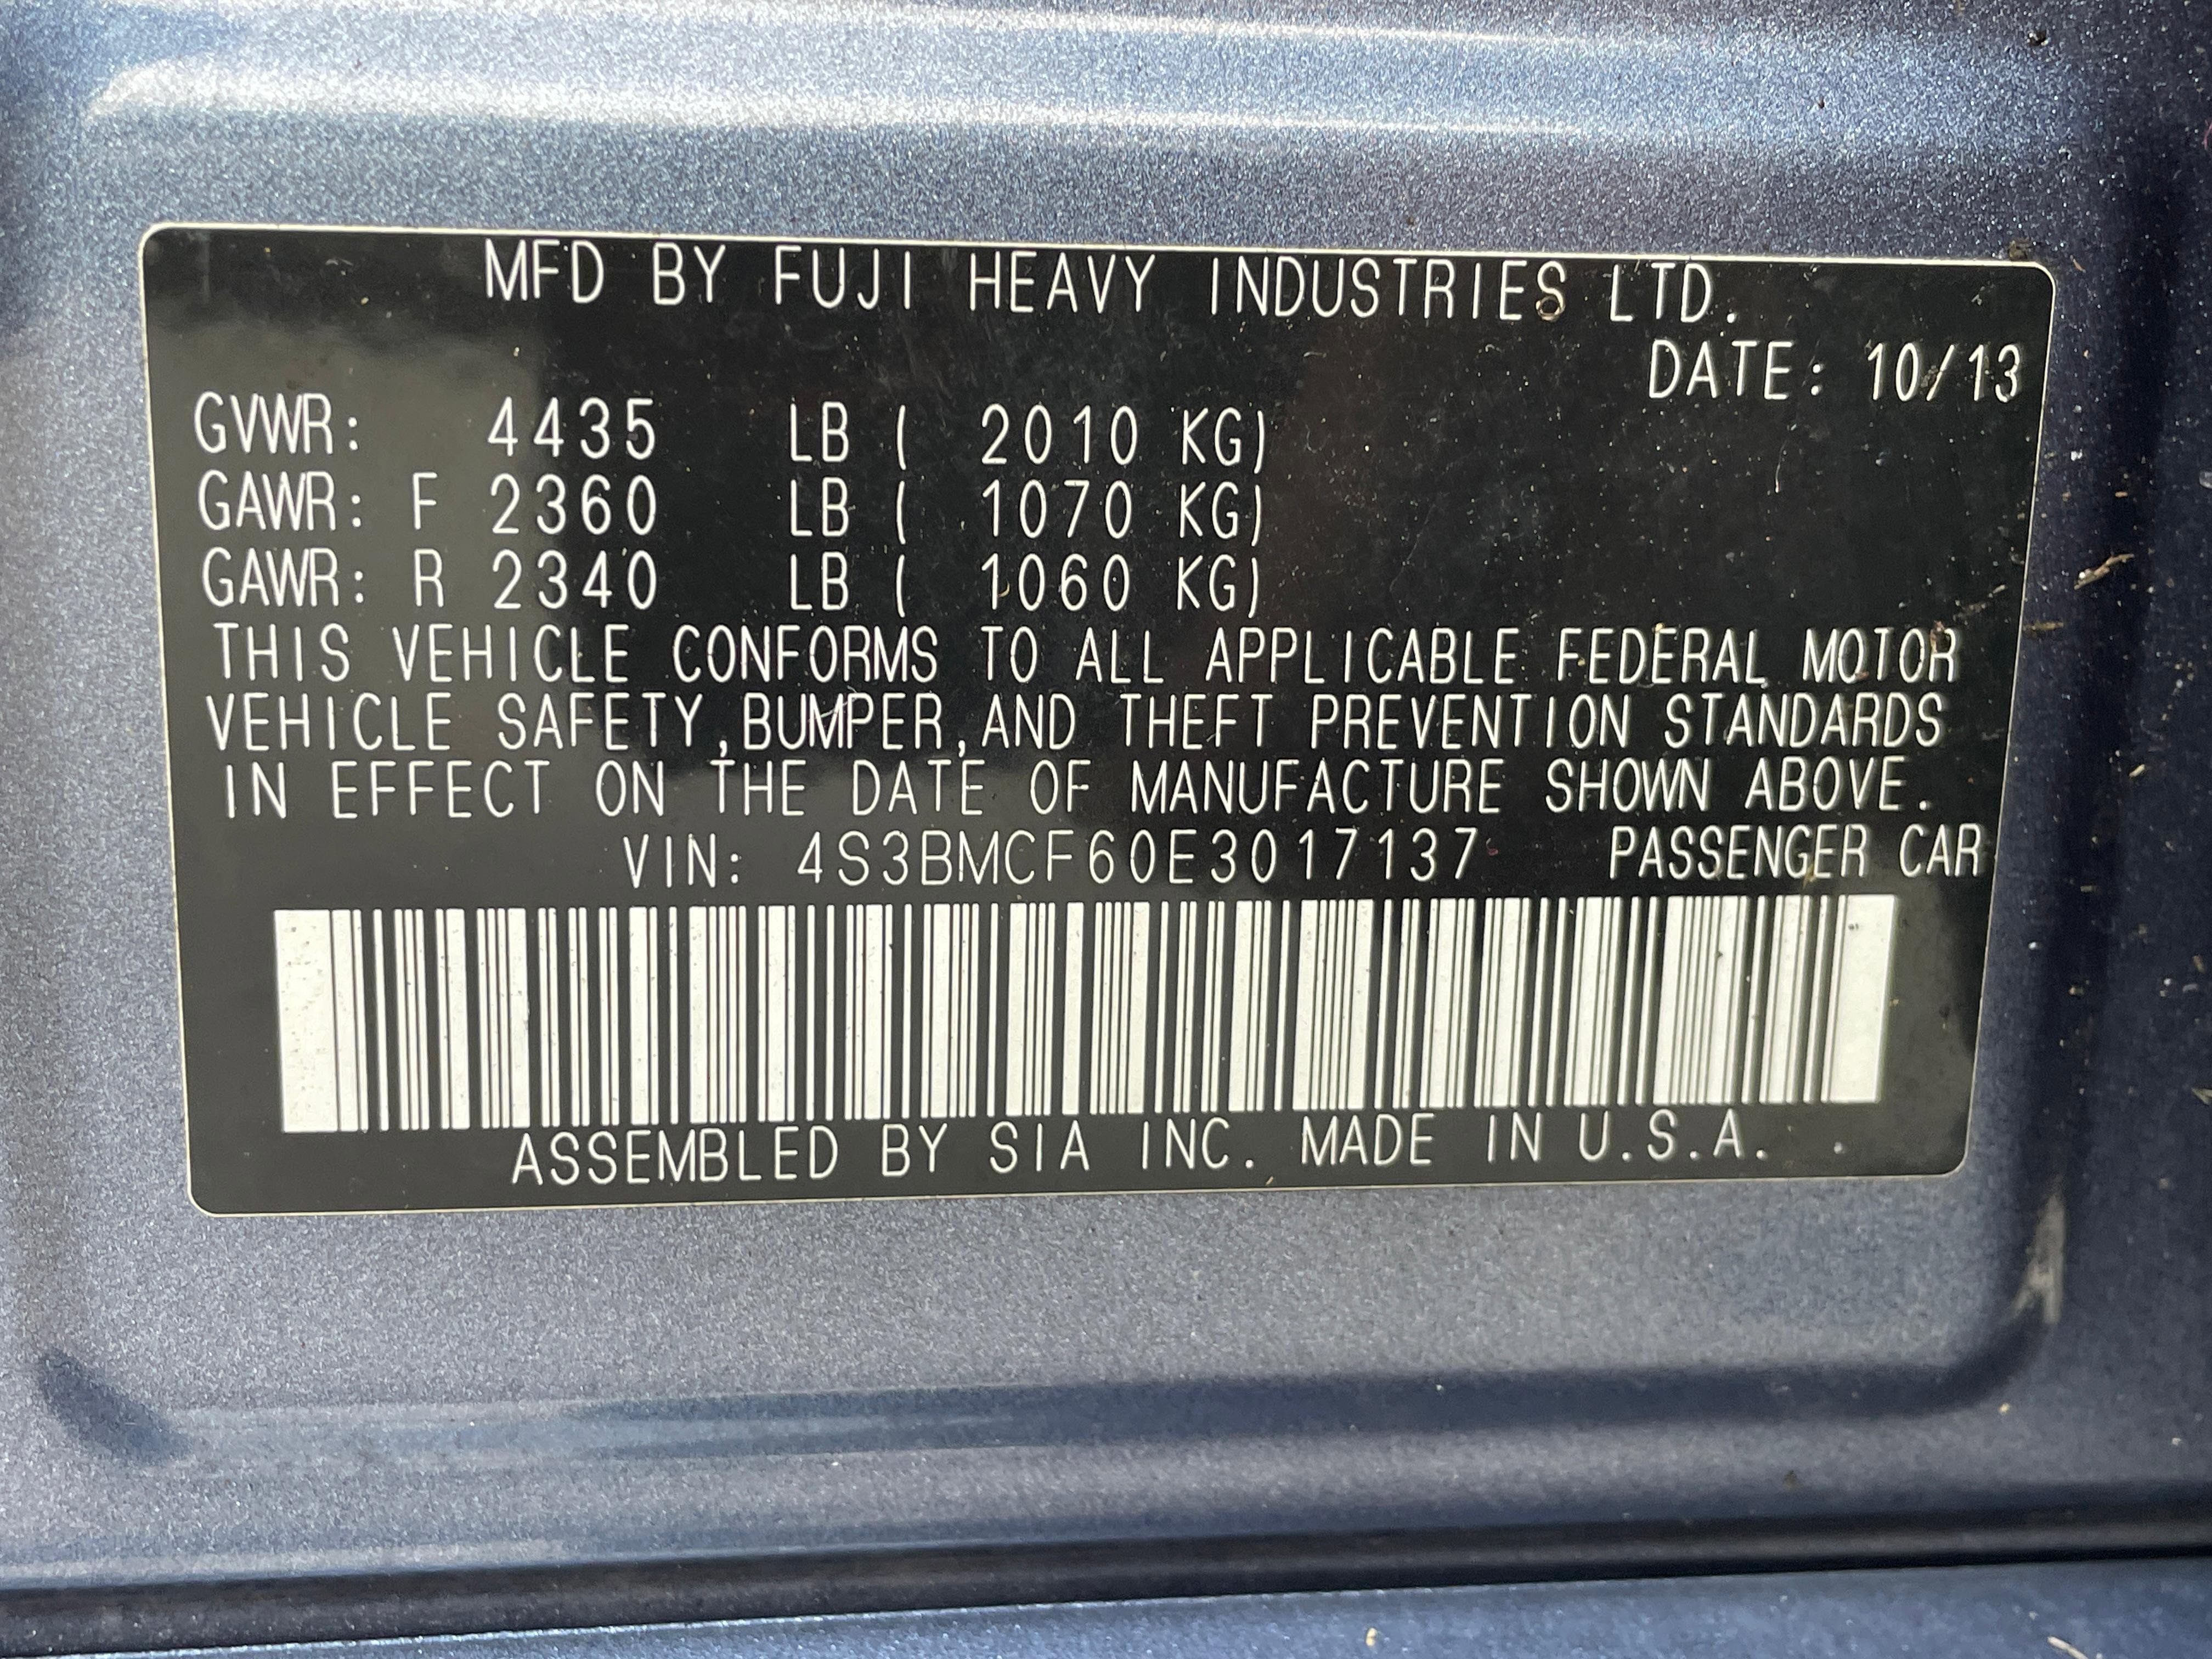 MFD BY FUJI HEAVY INDUSTRIES LTD.
DATE: 10/13
GVWR: 4435 LB ( 2010 KG)
GAWR: F 2360 LB ( 1070 KG)
GAWR: R 2340 LB ( 1060 KG)
THIS VEHICLE CONFORMS TO ALL APPLICABLE FEDERAL MOTOR
VEHICLE SAFETY,BUMPER,AND THEFT PREVENTION STANDARDS
IN EFFECT ON THE DATE OF MANUFACTURE SHOWN ABOVE.
VIN: 4S3BMCF60E3017137 PASSENGER CAR
ASSEMBLED BY SIA INC. MADE IN U.S.A. .